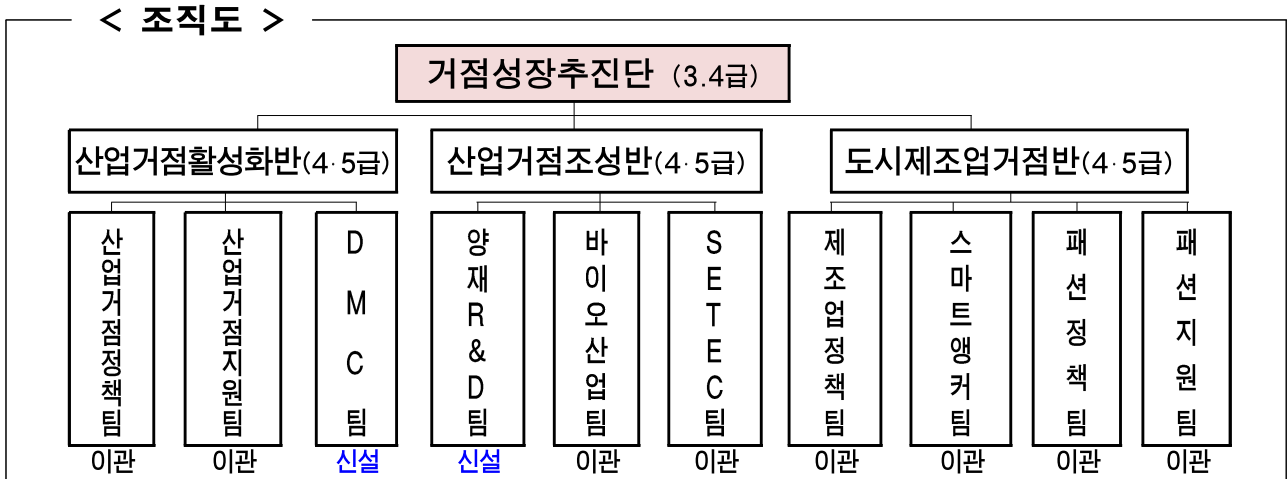 < 조직도 >
거점성장추진단 (3.4급)
산업거점활성화반(4·5급)
산업거점조성반(4·5급)
도시제조업거점반(4·5급)
산업거점정책팀
산업거점지원팀
DMC팀
양재R&D팀
바이오산업팀
SETEC팀
제조업정책팀
스마트앵커팀
패션정책팀
패션지원팀
이관 이관 신설 신설 이관 이관 이관 이관 이관 이관